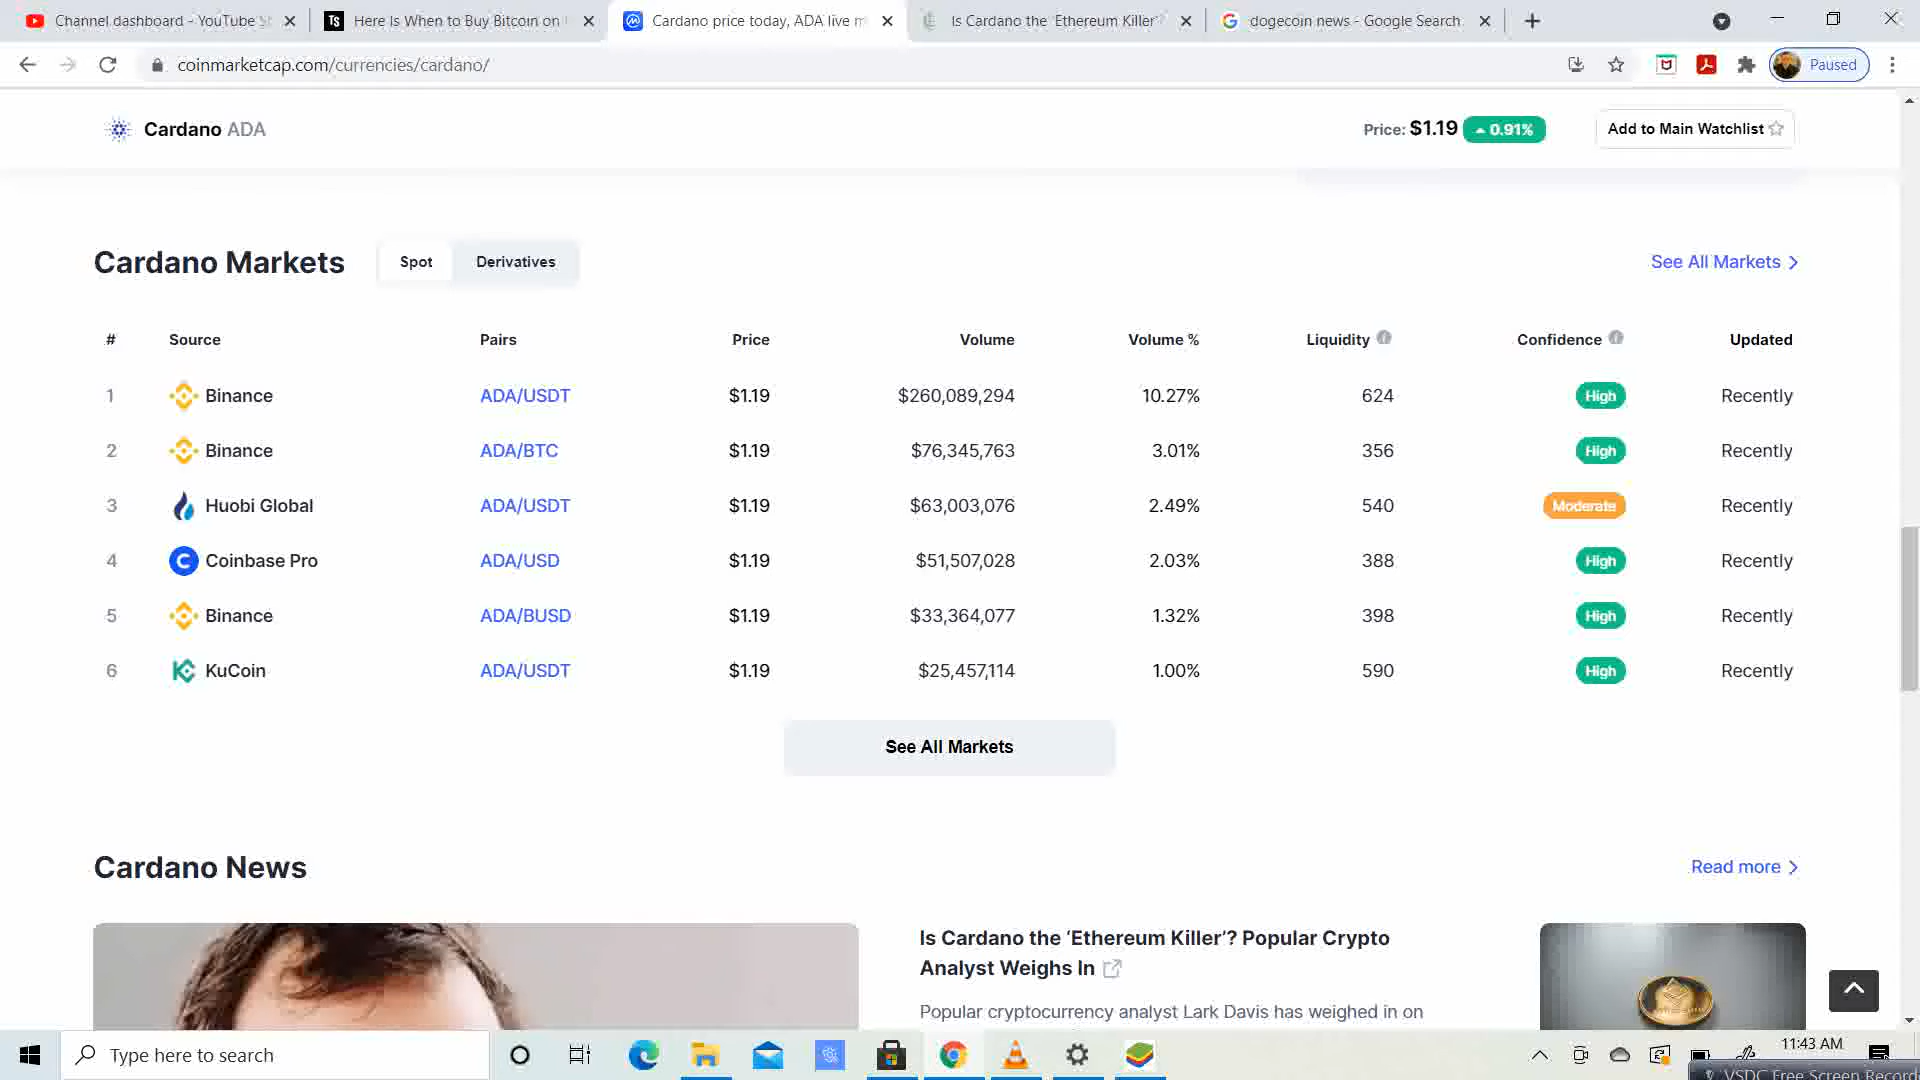 Channel dashboard - YouTube St
Here Is When to Buy Bitcoin on
Cardano price today, ADA live m
Is Cardano the 'Ethereum Killer'?
dogecoin news - Google Search
coinmarketcap.com/currencies/cardano/
Paused
Cardano ADA
Price: $1.19 0.91%
Add to Main Watchlist
Cardano Markets Spot Derivatives See All Markets
# Source Pairs Price Volume Volume % Liquidity Confidence Updated
1 Binance ADA/USDT $1.19 $260,089,294 10.27% 624 High Recently
2 Binance ADA/BTC $1.19 $76,345,763 3.01% 356 High Recently
3 Huobi Global ADA/USDT $1.19 $63,003,076 2.49% 540 Moderate Recently
4 Coinbase Pro ADA/USD $1.19 $51,507,028 2.03% 388 High Recently
5 Binance ADA/BUSD $1.19 $33,364,077 1.32% 398 High Recently
6 KuCoin ADA/USDT $1.19 $25,457,114 1.00% 590 High Recently
See All Markets
Cardano News Read more
Is Cardano the ‘Ethereum Killer’? Popular Crypto
Analyst Weighs In
Popular cryptocurrency analyst Lark Davis has weighed in on
Type here to search
11:43 AM
VSDC Free Screen Record